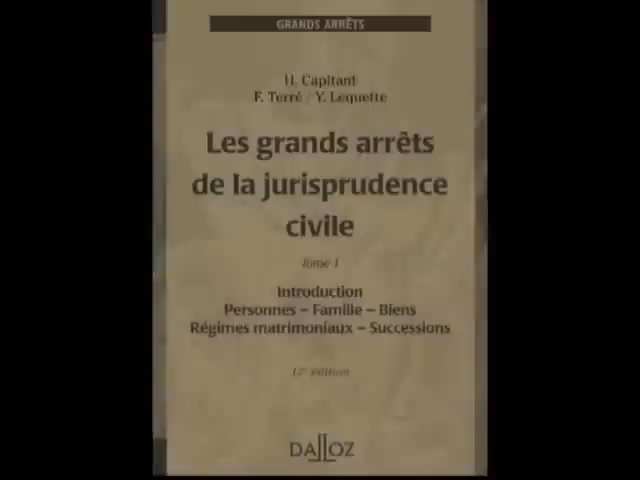 GRANDS ARRÊTS
H. Capitant
F. Terré / Y. Lequette
Les grands arrêts
de la jurisprudence
civile
Tome 1
Introduction
Personnes – Famille – Biens
Régimes matrimoniaux – Successions
12e édition
DALLOZ